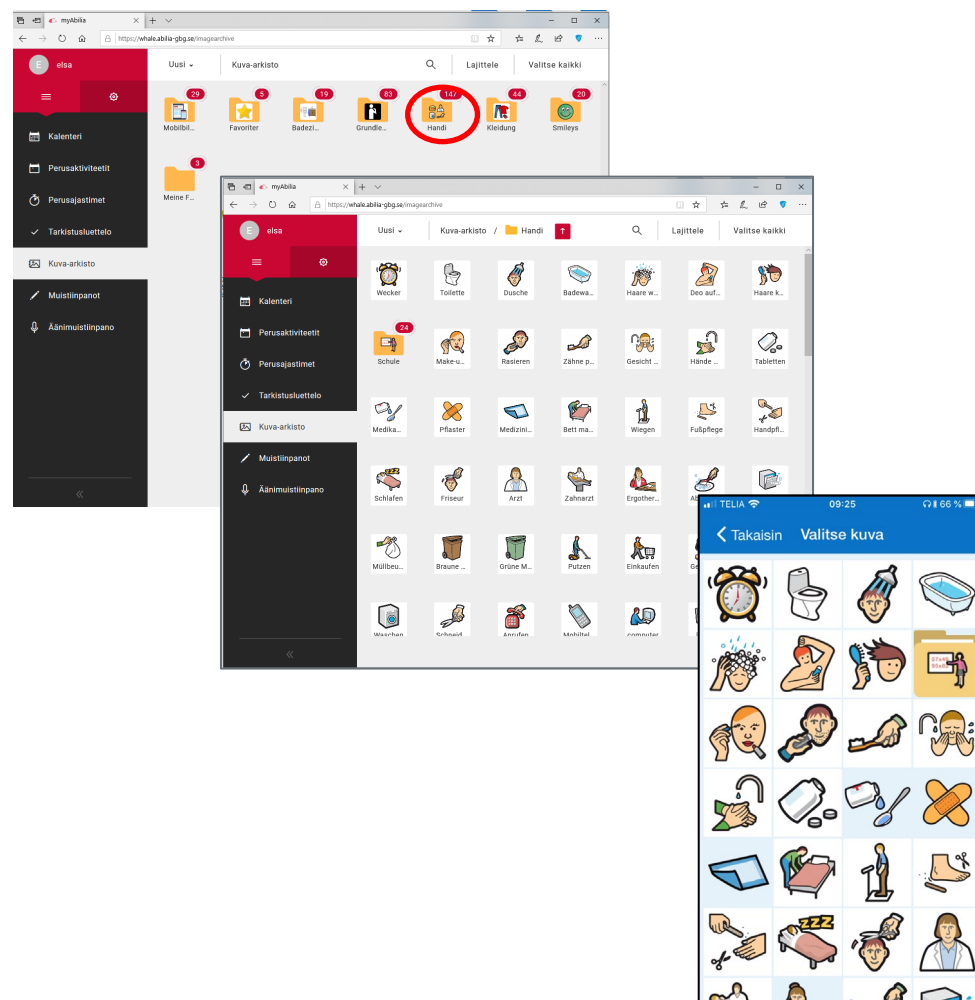 myAbilia
https://whale.abilia-gbg.se/imagearchive
E elsa
Uusi
Kuva-arkisto
Lajittele
Valitse kaikki
29 5 19 83 147 44 20
Mobilbil... Favoriter Badezi... Grundle... Handi Kleidung Smileys
3
Meine F...
Kalenteri
Perusaktiviteetit
Perusajastimet
Tarkistusluettelo
Kuva-arkisto
Muistiinpanot
Äänimuistiinpano
myAbilia
https://whale.abilia-gbg.se/imagearchive
E elsa
Uusi
Kuva-arkisto / Handi
Lajittele
Valitse kaikki
Kalenteri
Perusaktiviteetit
Perusajastimet
Tarkistusluettelo
Kuva-arkisto
Muistiinpanot
Äänimuistiinpano
Wecker Toilette Dusche Badewa... Haare w... Deo auf... Haare k...
24
Schule Make-u... Rasieren Zähne p... Gesicht ... Hände ... Tabletten
Medika... Pflaster Medizini... Bett ma... Wiegen Fußpflege Handpfl...
ZZZ
Schlafen Friseur Arzt Zahnarzt Ergother...
Müllbeu... Braune ... Grüne M... Putzen Einkaufen
Waschen Schneid... Anrufen Mobiltel... computer
TELIA 09:25 66 %
Takaisin Valitse kuva
ZZZ